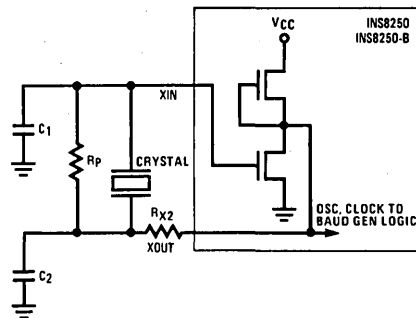 INS8250
INS8250-B
VCC
XIN
C1
RP
CRYSTAL
RX2
XOUT
OSC, CLOCK TO
BAUD GEN LOGIC
C2